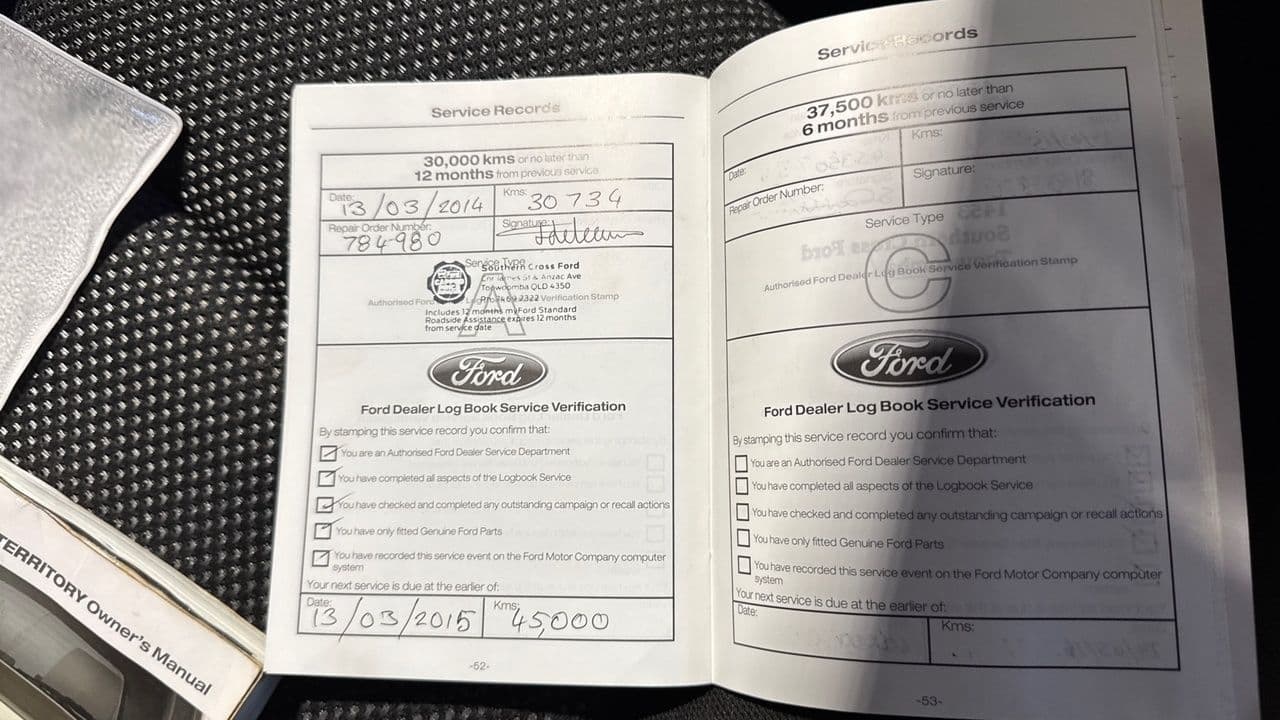 Service Records
30,000 kms or no later than
12 months from previous service
Date: 13/03/2014
Kms: 30734
Repair Order Number: 784980
Signature:
Service Type
A
Southern Cross Ford
Cnr James St & Anzac Ave
Toowoomba QLD 4350
Authorised Ford Verification Stamp
Includes 12 months myFord Standard
Roadside Assistance expires 12 months
from service date
Ford
Ford Dealer Log Book Service Verification
By stamping this service record you confirm that:
You are an Authorised Ford Dealer Service Department
You have completed all aspects of the Logbook Service
You have checked and completed any outstanding campaign or recall actions
You have only fitted Genuine Ford Parts
You have recorded this service event on the Ford Motor Company computer
system
Your next service is due at the earlier of:
Date: 13/03/2015
Kms: 45,000
-52-
Service Records
37,500 kms or no later than
6 months from previous service
Date:
Kms:
Repair Order Number:
Signature:
Service Type
C
Authorised Ford Dealer Log Book Service Verification Stamp
Ford
Ford Dealer Log Book Service Verification
By stamping this service record you confirm that:
You are an Authorised Ford Dealer Service Department
You have completed all aspects of the Logbook Service
You have checked and completed any outstanding campaign or recall actions
You have only fitted Genuine Ford Parts
You have recorded this service event on the Ford Motor Company computer
system
Your next service is due at the earlier of:
Date:
Kms:
-53-
TERRITORY Owner's Manual